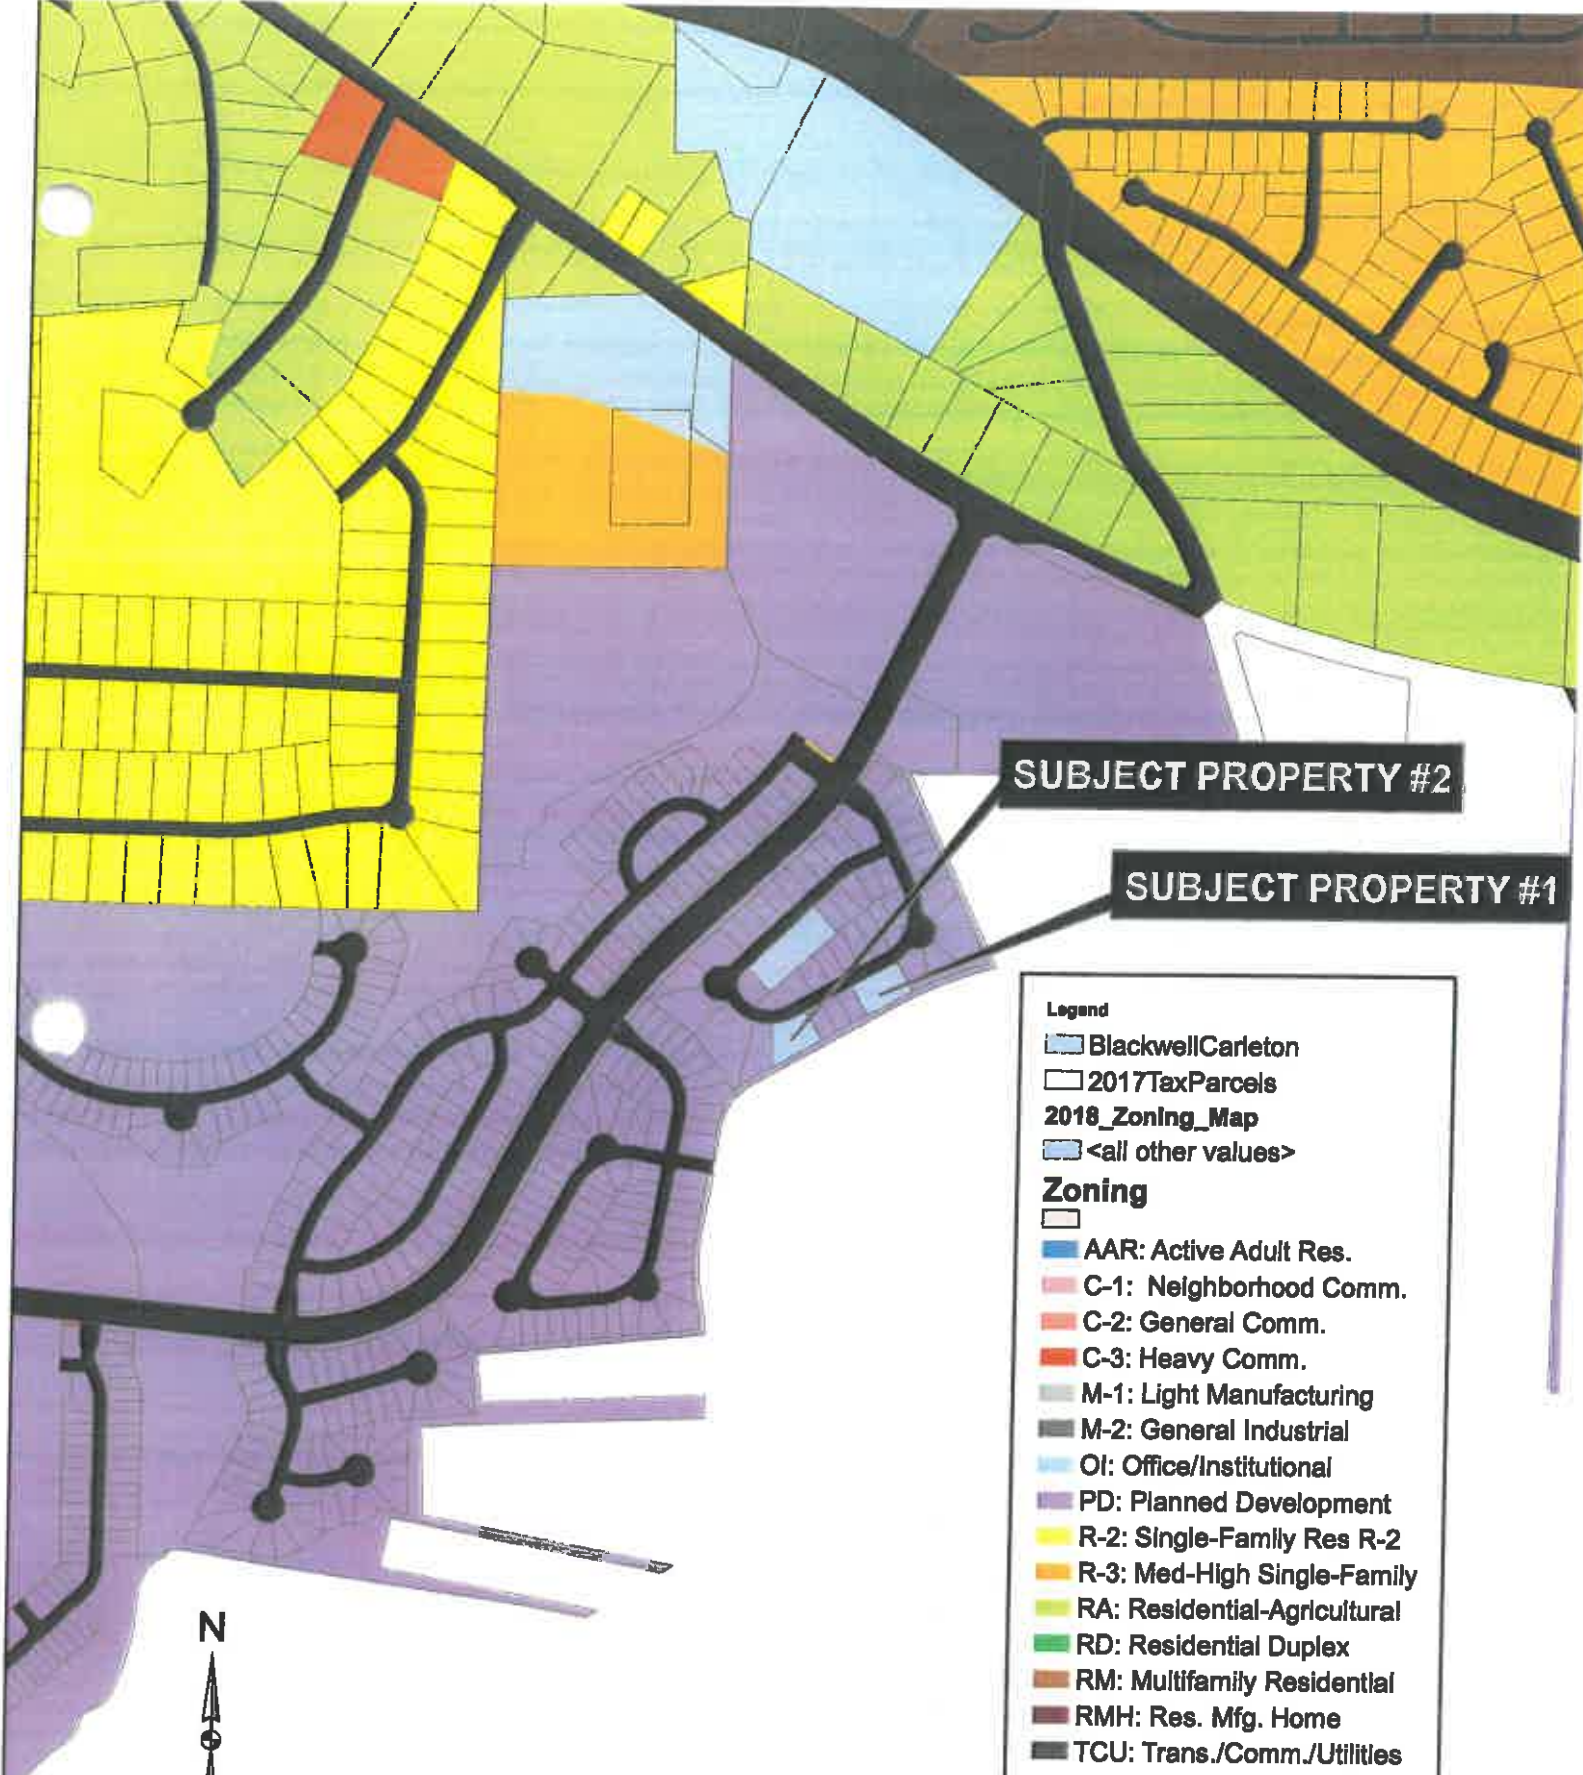 SUBJECT PROPERTY #2
SUBJECT PROPERTY #1
Legend
BlackwellCarleton
2017TaxParcels
2018_Zoning_Map
<all other values>
Zoning
AAR: Active Adult Res.
C-1: Neighborhood Comm.
C-2: General Comm.
C-3: Heavy Comm.
M-1: Light Manufacturing
M-2: General Industrial
OI: Office/Institutional
PD: Planned Development
R-2: Single-Family Res R-2
R-3: Med-High Single-Family
RA: Residential-Agricultural
RD: Residential Duplex
RM: Multifamily Residential
RMH: Res. Mfg. Home
TCU: Trans./Comm./Utilities
N